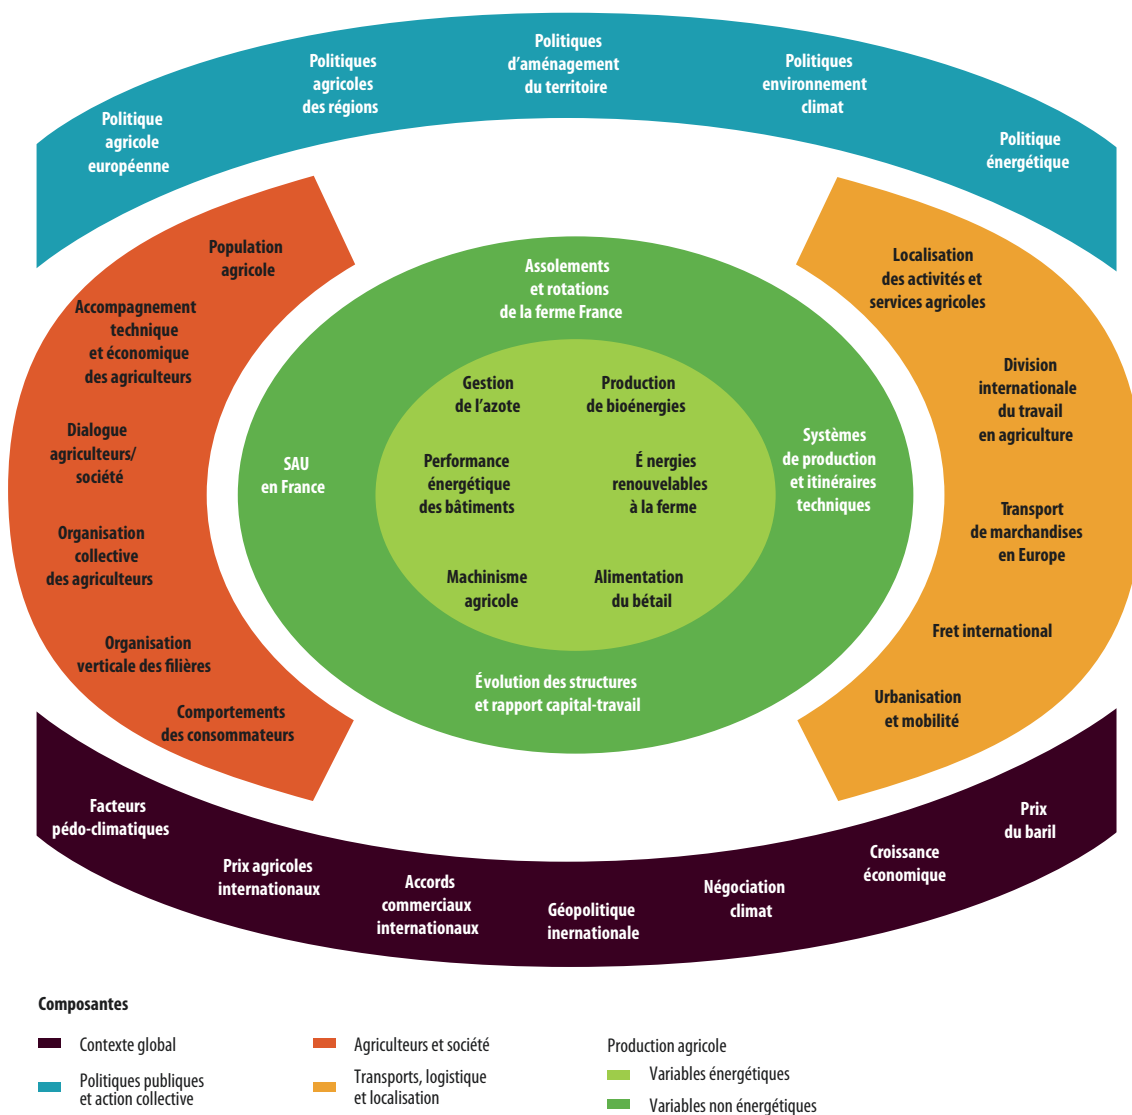 Politiques
d’aménagement
du territoire
Politiques
agricoles
des régions
Politiques
environnement
climat
Politique
agricole
européenne
Politique
énergétique
Population
agricole
Accompagnement
technique
et économique
des agriculteurs
Dialogue
agriculteurs/
société
Organisation
collective
des agriculteurs
Organisation
verticale des filières
Comportements
des consommateurs
Assolements
et rotations
de la ferme France
SAU
en France
Systèmes
de production
et itinéraires
techniques
Évolution des structures
et rapport capital-travail
Gestion
de l’azote
Production
de bioénergies
Performance
énergétique
des bâtiments
É nergies
renouvelables
à la ferme
Machinisme
agricole
Alimentation
du bétail
Localisation
des activités et
services agricoles
Division
internationale
du travail
en agriculture
Transport
de marchandises
en Europe
Fret international
Urbanisation
et mobilité
Facteurs
pédo-climatiques
Prix agricoles
internationaux
Accords
commerciaux
internationaux
Géopolitique
inernationale
Négociation
climat
Croissance
économique
Prix
du baril
Composantes
Contexte global
Politiques publiques
et action collective
Agriculteurs et société
Transports, logistique
et localisation
Production agricole
Variables énergétiques
Variables non énergétiques